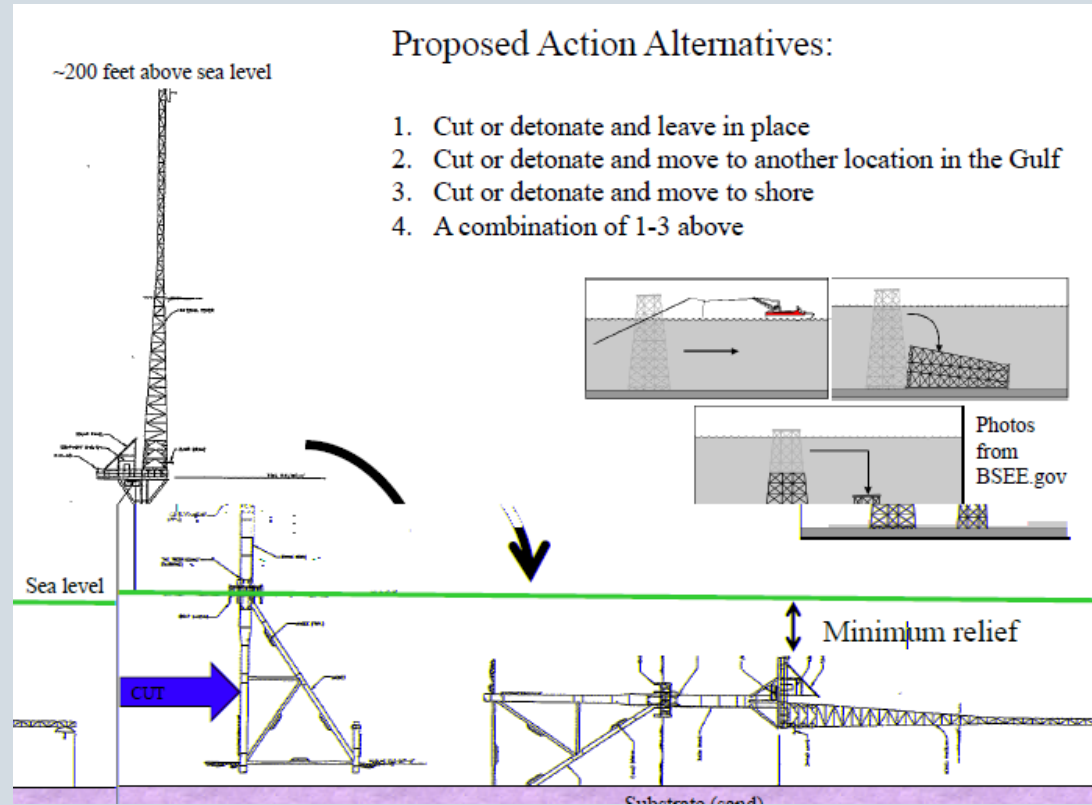 Proposed Action Alternatives:
~200 feet above sea level
1. Cut or detonate and leave in place
2. Cut or detonate and move to another location in the Gulf
3. Cut or detonate and move to shore
4. A combination of 1-3 above
Photos
from
BSEE.gov
Sea level
Minimum relief
CUT
Substrate (sand)